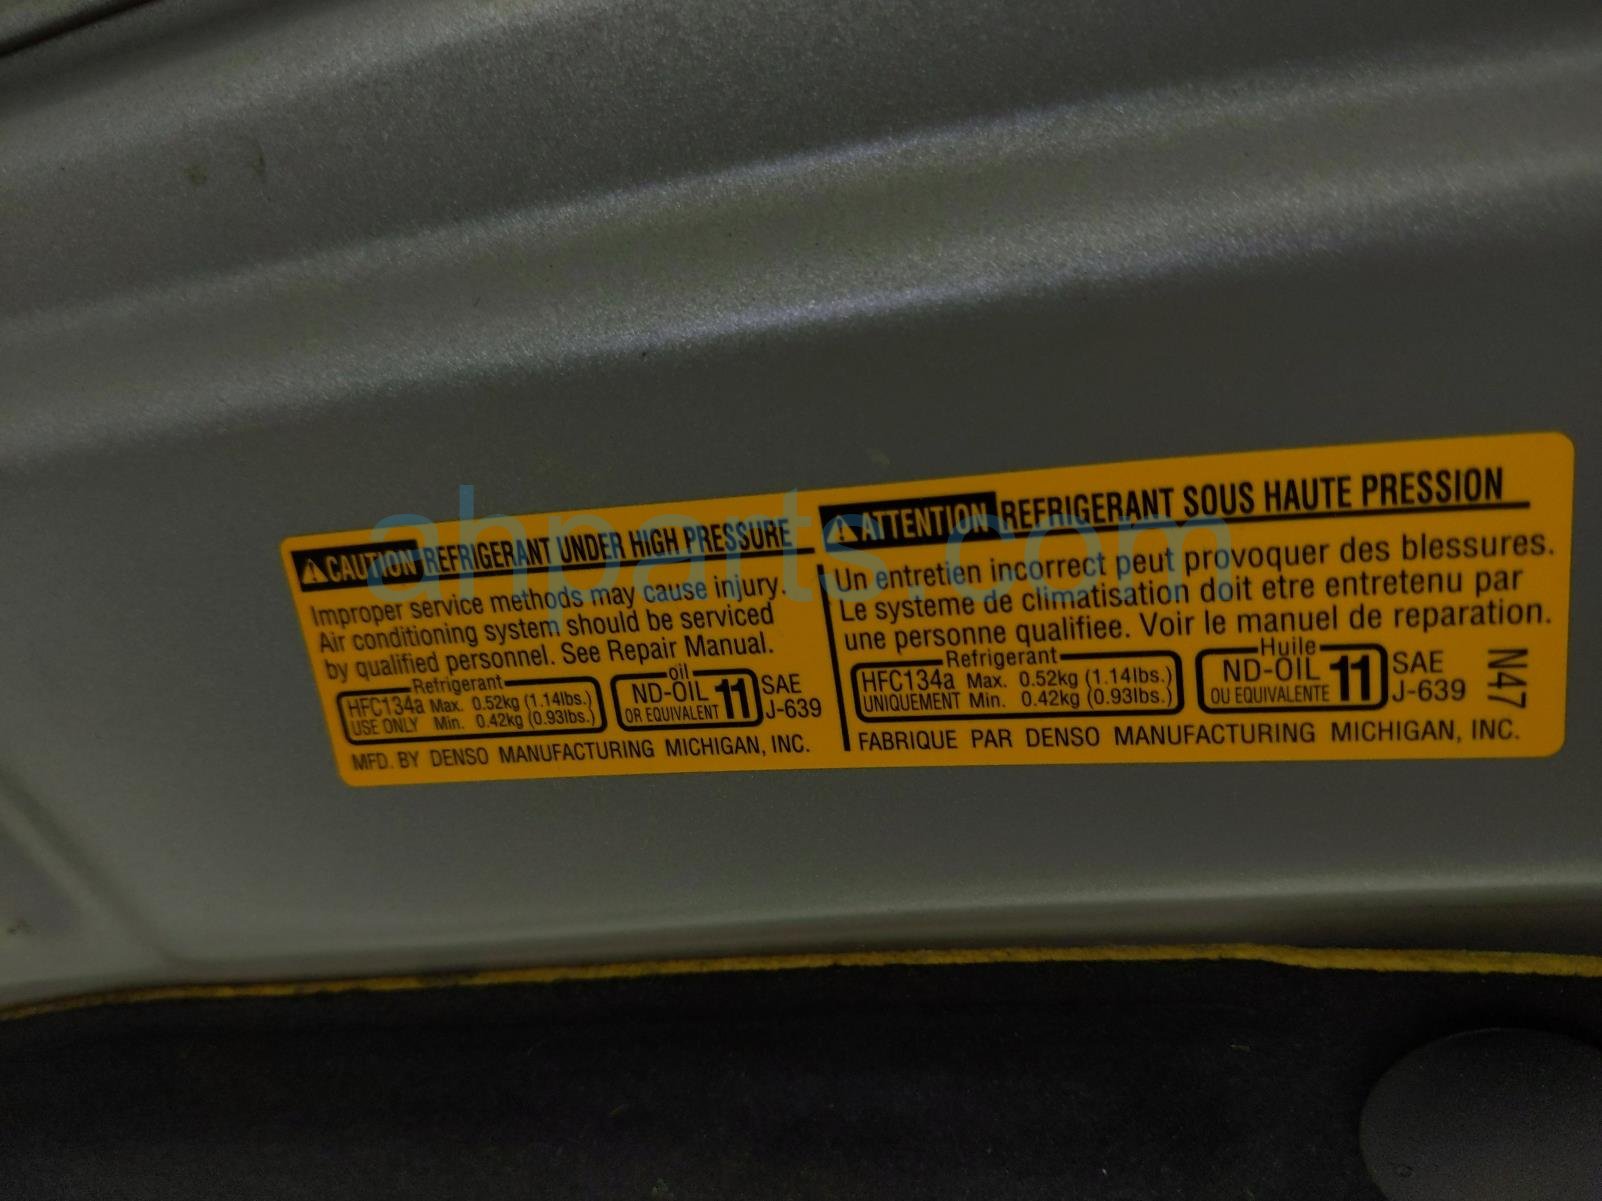 CAUTION REFRIGERANT UNDER HIGH PRESSURE
Improper service methods may cause injury.
Air conditioning system should be serviced
by qualified personnel. See Repair Manual.
Refrigerant
HFC134a Max. 0.52kg (1.14lbs.)
USE ONLY Min. 0.42kg (0.93lbs.)
oil
ND-OIL 11
OR EQUIVALENT
SAE
J-639
MFD. BY DENSO MANUFACTURING MICHIGAN, INC.
ATTENTION REFRIGERANT SOUS HAUTE PRESSION
Un entretien incorrect peut provoquer des blessures.
Le systeme de climatisation doit etre entretenu par
une personne qualifiee. Voir le manuel de reparation.
Refrigerant
HFC134a Max. 0.52kg (1.14lbs.)
UNIQUEMENT Min. 0.42kg (0.93lbs.)
Huile
ND-OIL 11
OU EQUIVALENTE
SAE
J-639
FABRIQUE PAR DENSO MANUFACTURING MICHIGAN, INC.
N47
ahparts.com